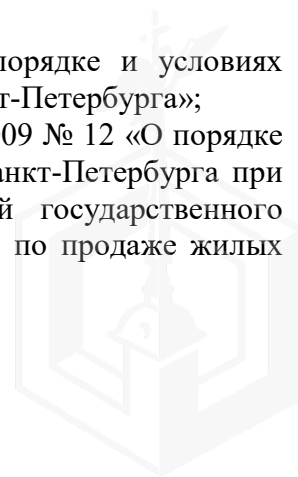 порядке и условиях
т-Петербурга»;
09 № 12 «О порядке
анкт-Петербурга при
й государственного
по продаже жилых